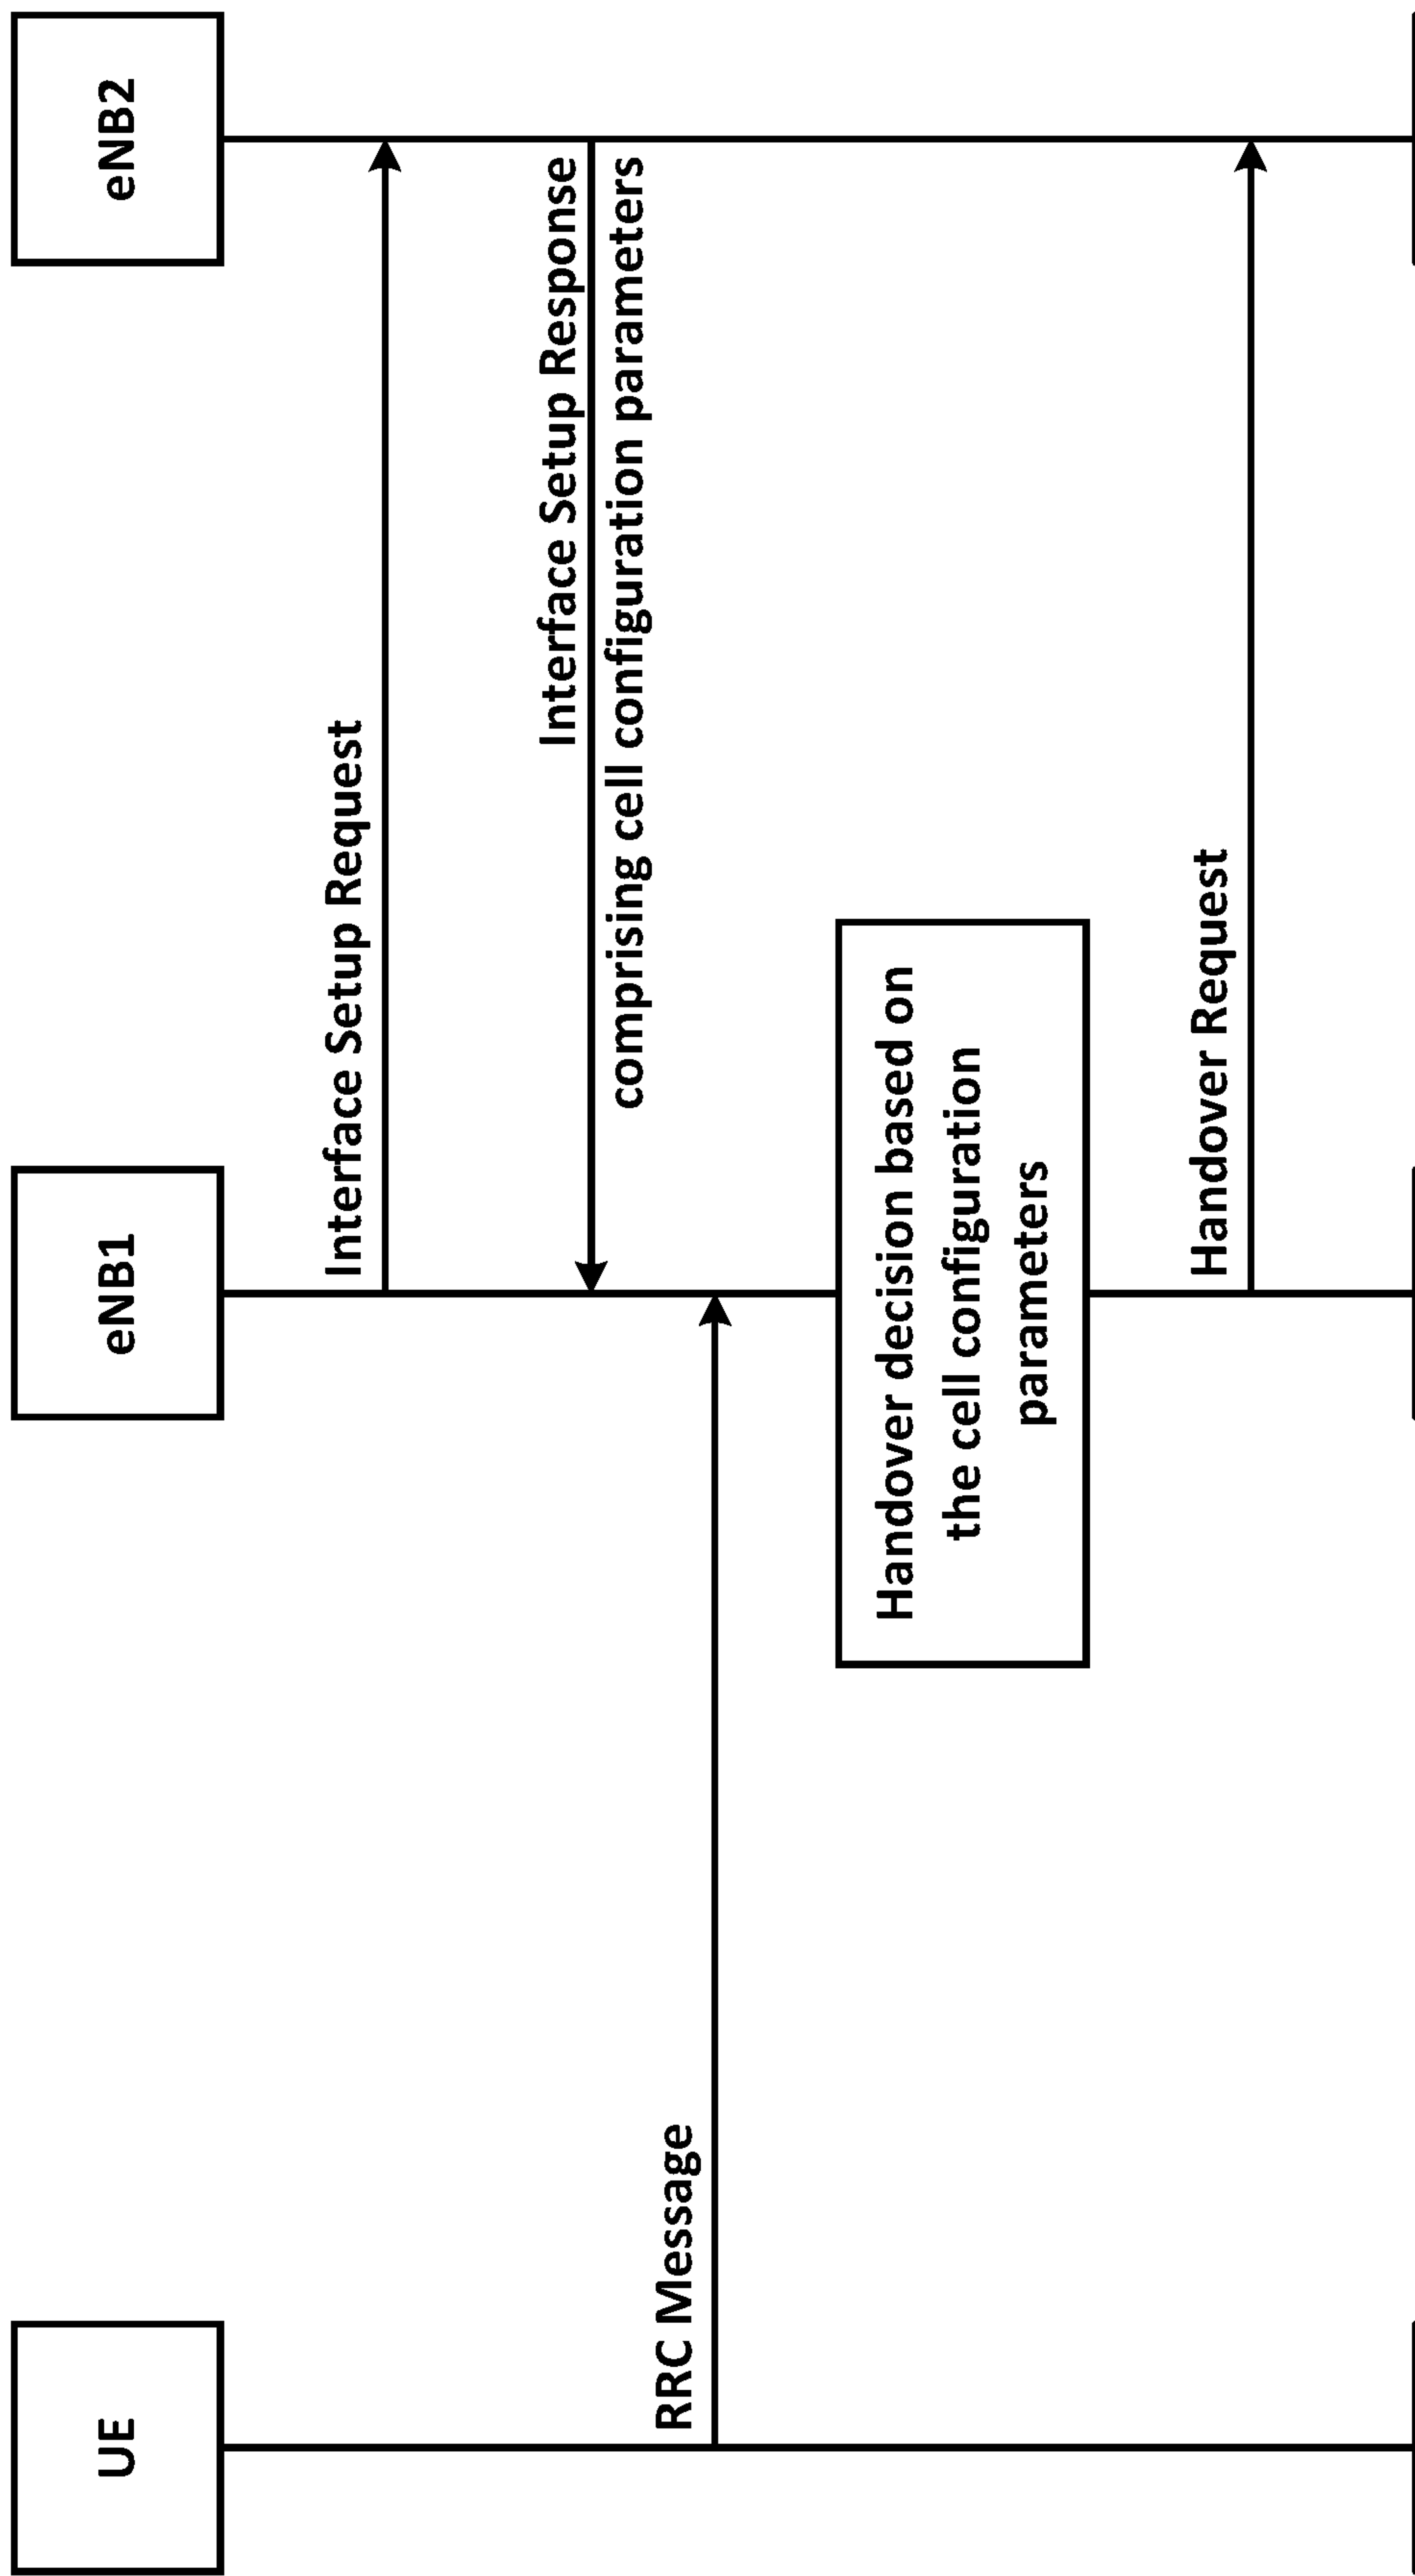 UE
eNB1
eNB2
Interface Setup Request
Interface Setup Response
comprising cell configuration parameters
RRC Message
Handover decision based on
the cell configuration
parameters
Handover Request